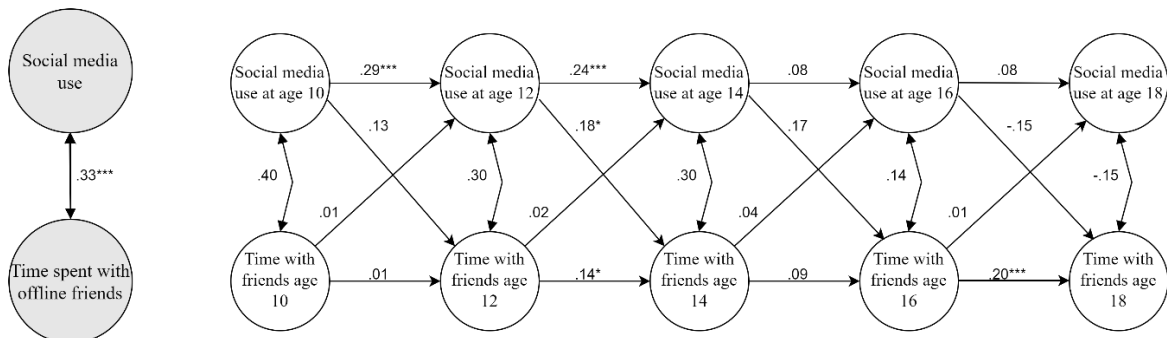 Social media
use
.33***
Time spent with
offline friends
Social media
use at age 10
.29***
Social media
use at age 12
.24***
Social media
use at age 14
.08
Social media
use at age 16
.08
Social media
use at age 18
.13
.18*
.17
-.15
.40
.30
.30
.14
-.15
.01
.02
.04
.01
Time with
friends age
10
.01
Time with
friends age
12
.14*
Time with
friends age
14
.09
Time with
friends age
16
.20***
Time with
friends age
18